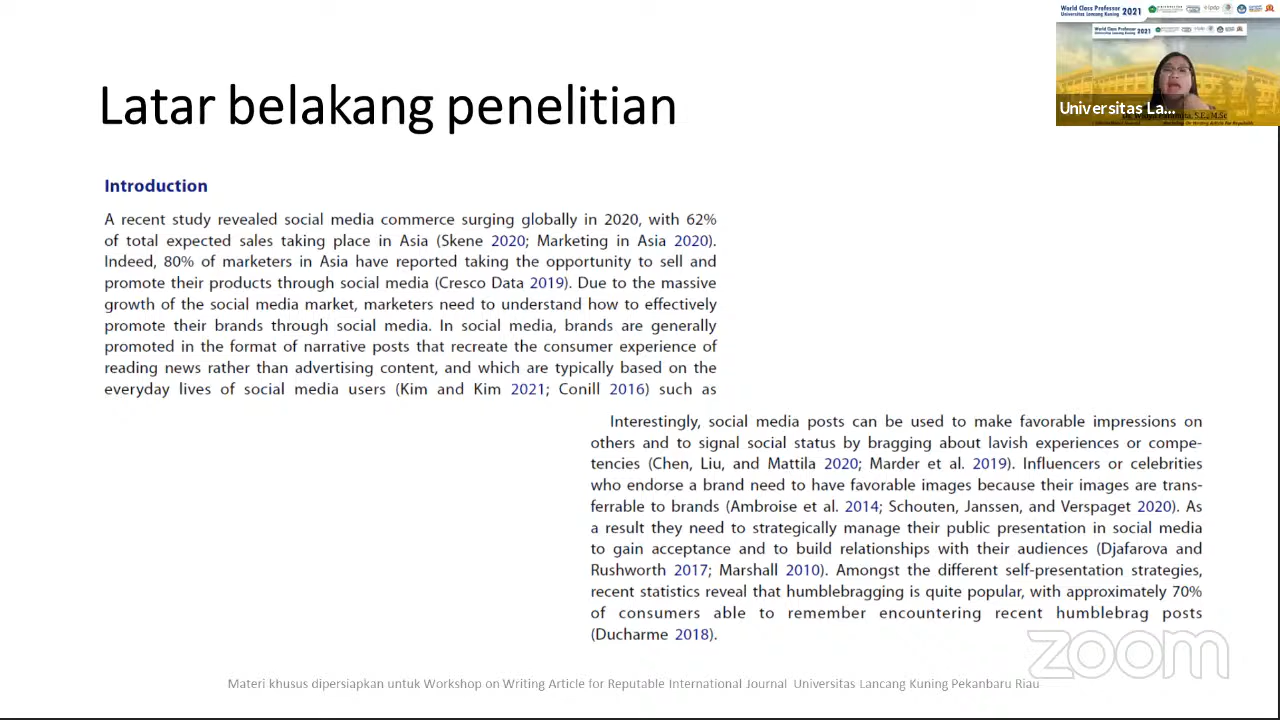 World Class Professor 2021
Universitas Lancang Kuning
World Class Professor 2021
Universitas Lancang Kuning
Universitas La...
S.E., M.Sc
Latar belakang penelitian
Introduction
A recent study revealed social media commerce surging globally in 2020, with 62%
of total expected sales taking place in Asia (Skene 2020; Marketing in Asia 2020).
Indeed, 80% of marketers in Asia have reported taking the opportunity to sell and
promote their products through social media (Cresco Data 2019). Due to the massive
growth of the social media market, marketers need to understand how to effectively
promote their brands through social media. In social media, brands are generally
promoted in the format of narrative posts that recreate the consumer experience of
reading news rather than advertising content, and which are typically based on the
everyday lives of social media users (Kim and Kim 2021; Conill 2016) such as
Interestingly, social media posts can be used to make favorable impressions on
others and to signal social status by bragging about lavish experiences or compe-
tencies (Chen, Liu, and Mattila 2020; Marder et al. 2019). Influencers or celebrities
who endorse a brand need to have favorable images because their images are trans-
ferrable to brands (Ambroise et al. 2014; Schouten, Janssen, and Verspaget 2020). As
a result they need to strategically manage their public presentation in social media
to gain acceptance and to build relationships with their audiences (Djafarova and
Rushworth 2017; Marshall 2010). Amongst the different self-presentation strategies,
recent statistics reveal that humblebragging is quite popular, with approximately 70%
of consumers able to remember encountering recent humblebrag posts
(Ducharme 2018).
zoom
Materi khusus dipersiapkan untuk Workshop on Writing Article for Reputable International Journal Universitas Lancang Kuning Pekanbaru Riau